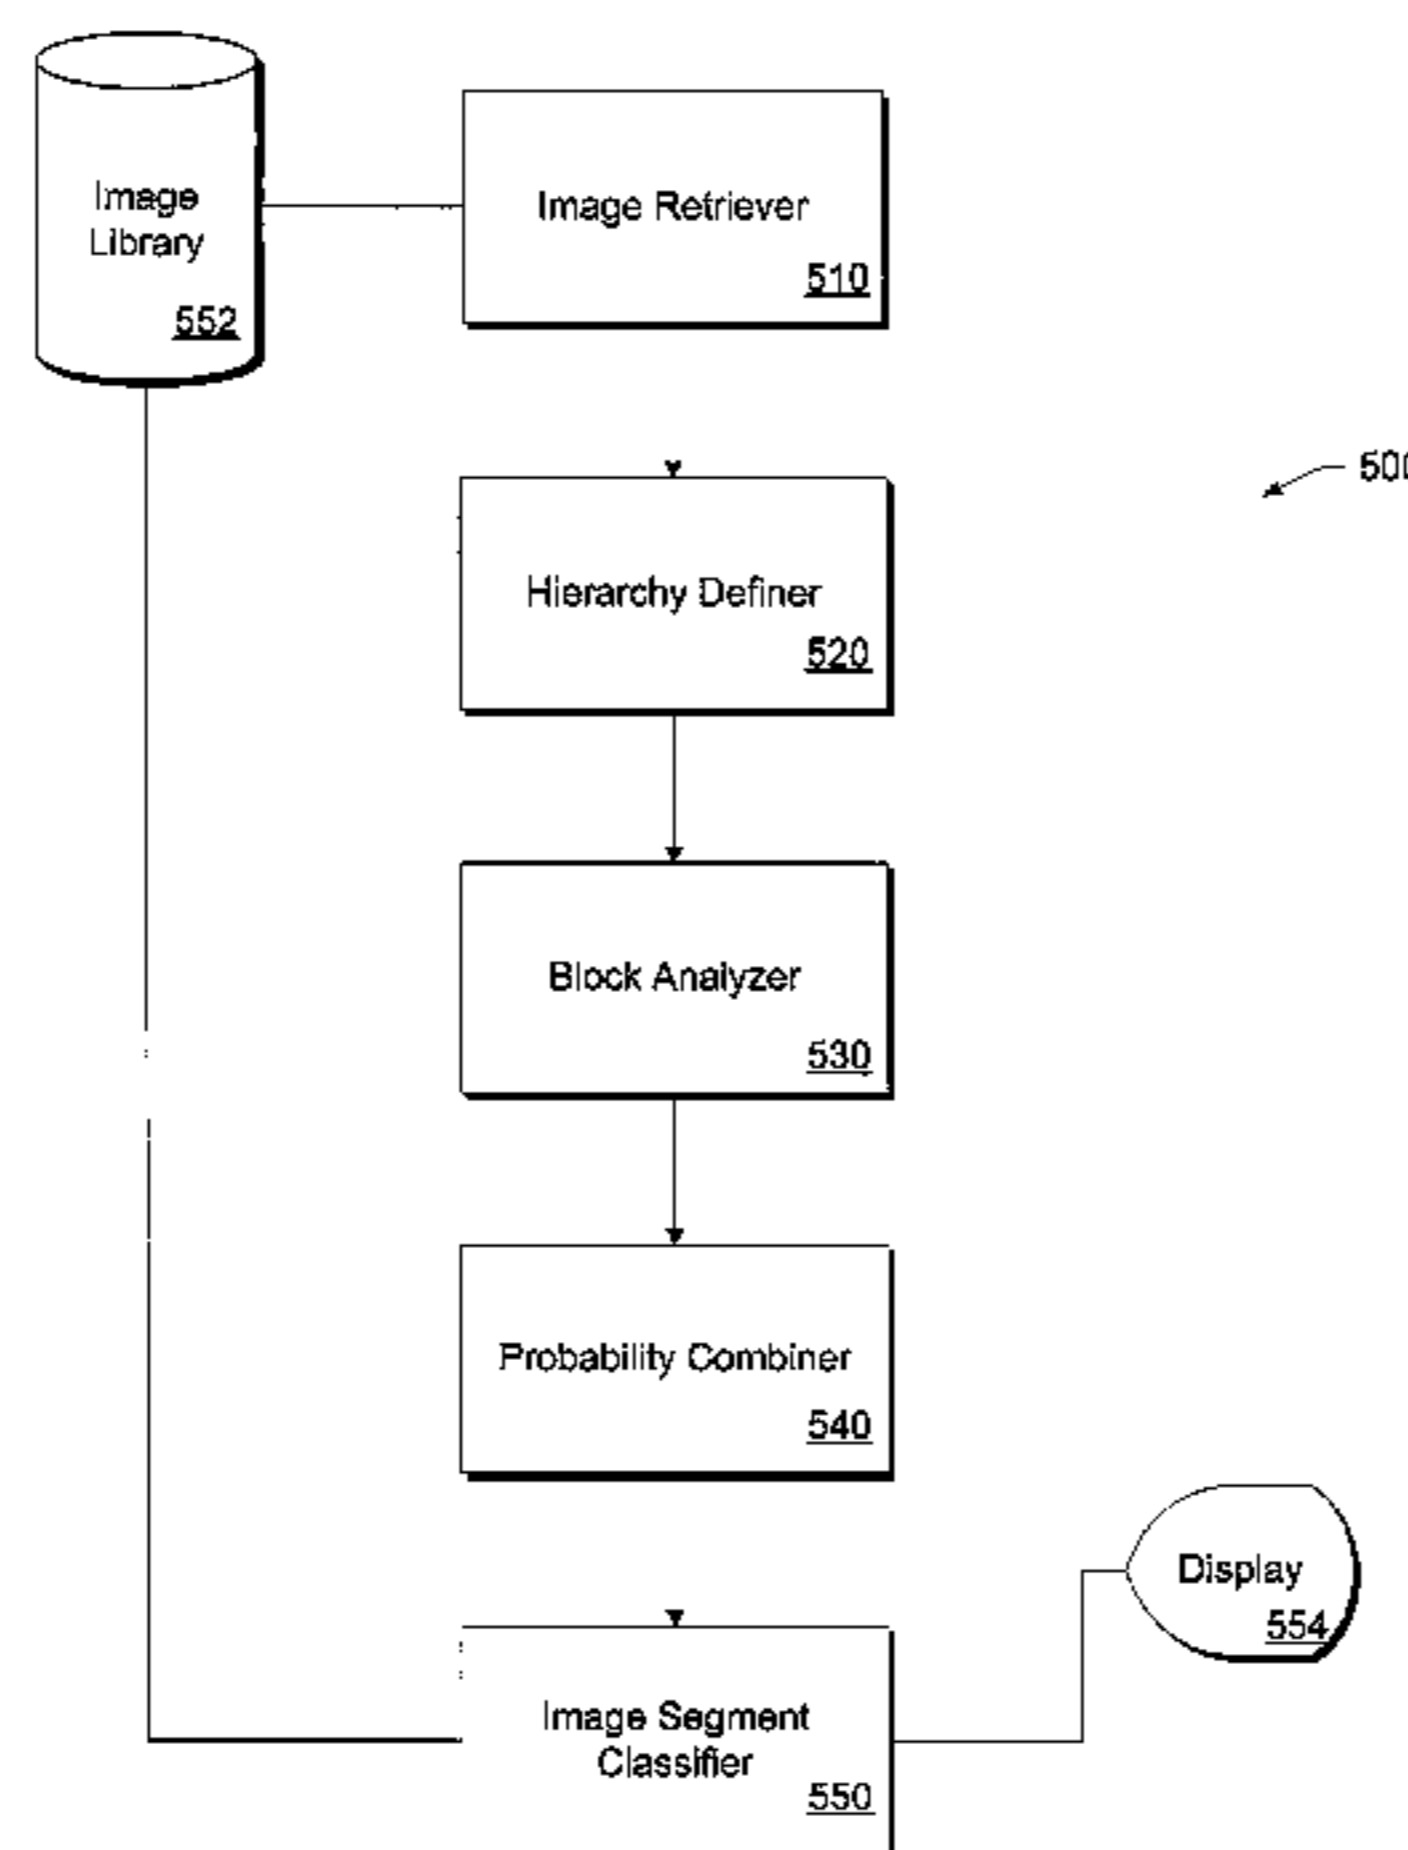 Image
Library
552
Image Retriever
510
500
Hierarchy Definer
520
Block Analyzer
530
Probability Combiner
540
Display
554
Image Segment
Classifier
550